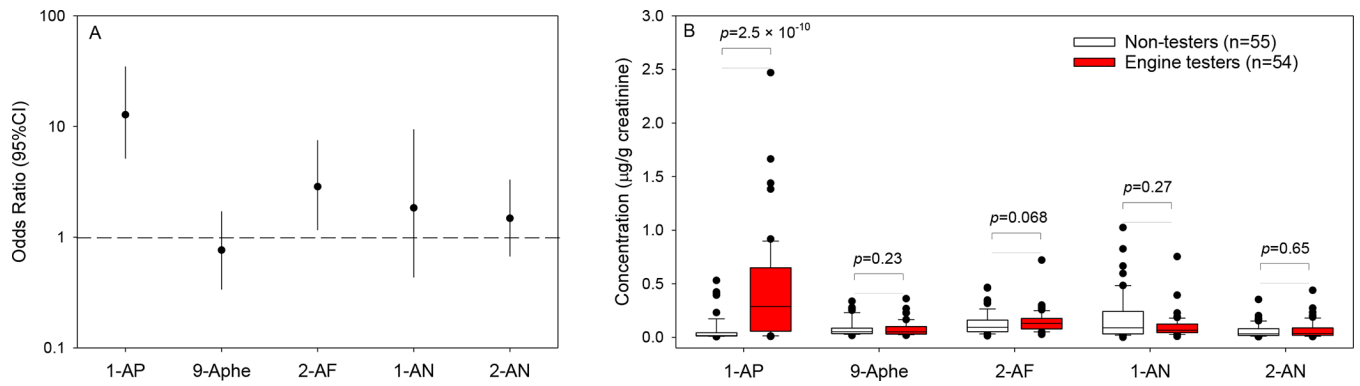 A
100
10
1
0.1
Odds Ratio (95%CI)
1-AP
9-Aphe
2-AF
1-AN
2-AN
B
3.0
2.5
2.0
1.5
1.0
0.5
0.0
Concentration (μg/g creatinine)
Non-testers (n=55)
Engine testers (n=54)
p=2.5 × 10⁻¹⁰
p=0.23
p=0.068
p=0.27
p=0.65
1-AP
9-Aphe
2-AF
1-AN
2-AN